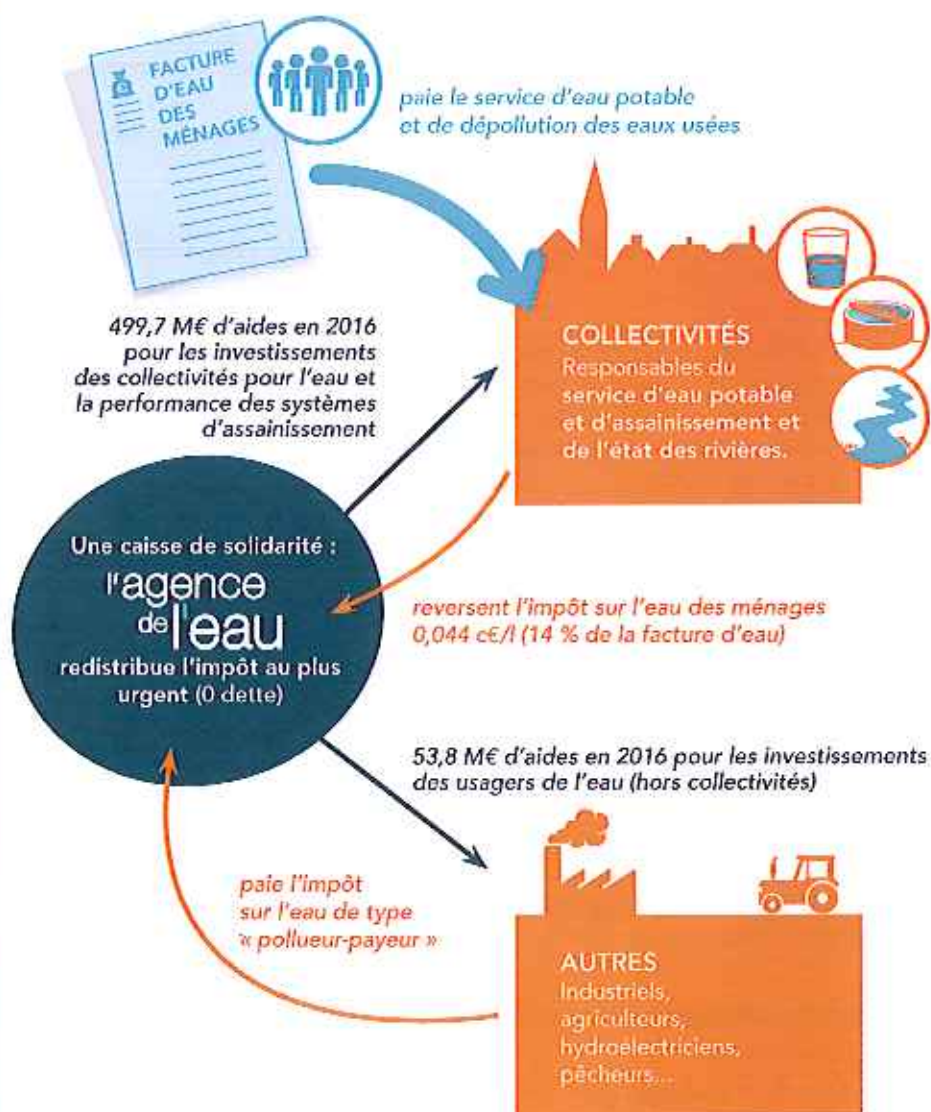 FACTURE
D'EAU
DES
MÉNAGES
paie le service d'eau potable
et de dépollution des eaux usées
499,7 M€ d'aides en 2016
pour les investissements
des collectivités pour l'eau et
la performance des systèmes
d'assainissement
COLLECTIVITÉS
Responsables du
service d'eau potable
et d'assainissement et
de l'état des rivières.
Une caisse de solidarité :
l'agence
de l'eau
redistribue l'impôt au plus
urgent (0 dette)
reversent l'impôt sur l'eau des ménages
0,044 c€/l (14 % de la facture d'eau)
53,8 M€ d'aides en 2016 pour les investissements
des usagers de l'eau (hors collectivités)
paie l'impôt
sur l'eau de type
« pollueur-payeur »
AUTRES
Industriels,
agriculteurs,
hydroélectriciens,
pêcheurs...